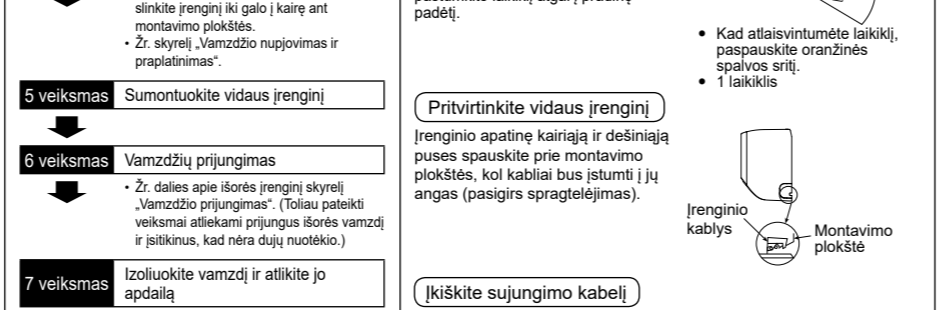 slinkite įrenginį iki galo į kairę ant
montavimo plokštės.
• Žr. skyrelį „Vamzdžio nupjovimas ir
praplatinimas“.
5 veiksmas Sumontuokite vidaus įrenginį
6 veiksmas Vamzdžių prijungimas
• Žr. dalies apie išorės įrenginį skyrelį
„Vamzdžio prijungimas“. (Toliau pateikti
veiksmai atliekami prijungus išorės vamzdį
ir įsitikinus, kad nėra dujų nuotėkio.)
7 veiksmas Izoliuokite vamzdį ir atlikite jo
apdailą
padėtį.
Pritvirtinkite vidaus įrenginį
Įrenginio apatinę kairiąją ir dešiniąją
puses spauskite prie montavimo
plokštės, kol kabliai bus įstumti į jų
angas (pasigirs spragtelėjimas).
Įkiškite sujungimo kabelį
• Kad atlaisvintumėte laikiklį,
paspauskite oranžinės
spalvos sritį.
• 1 laikiklis
Įrenginio
kablys
Montavimo
plokštė